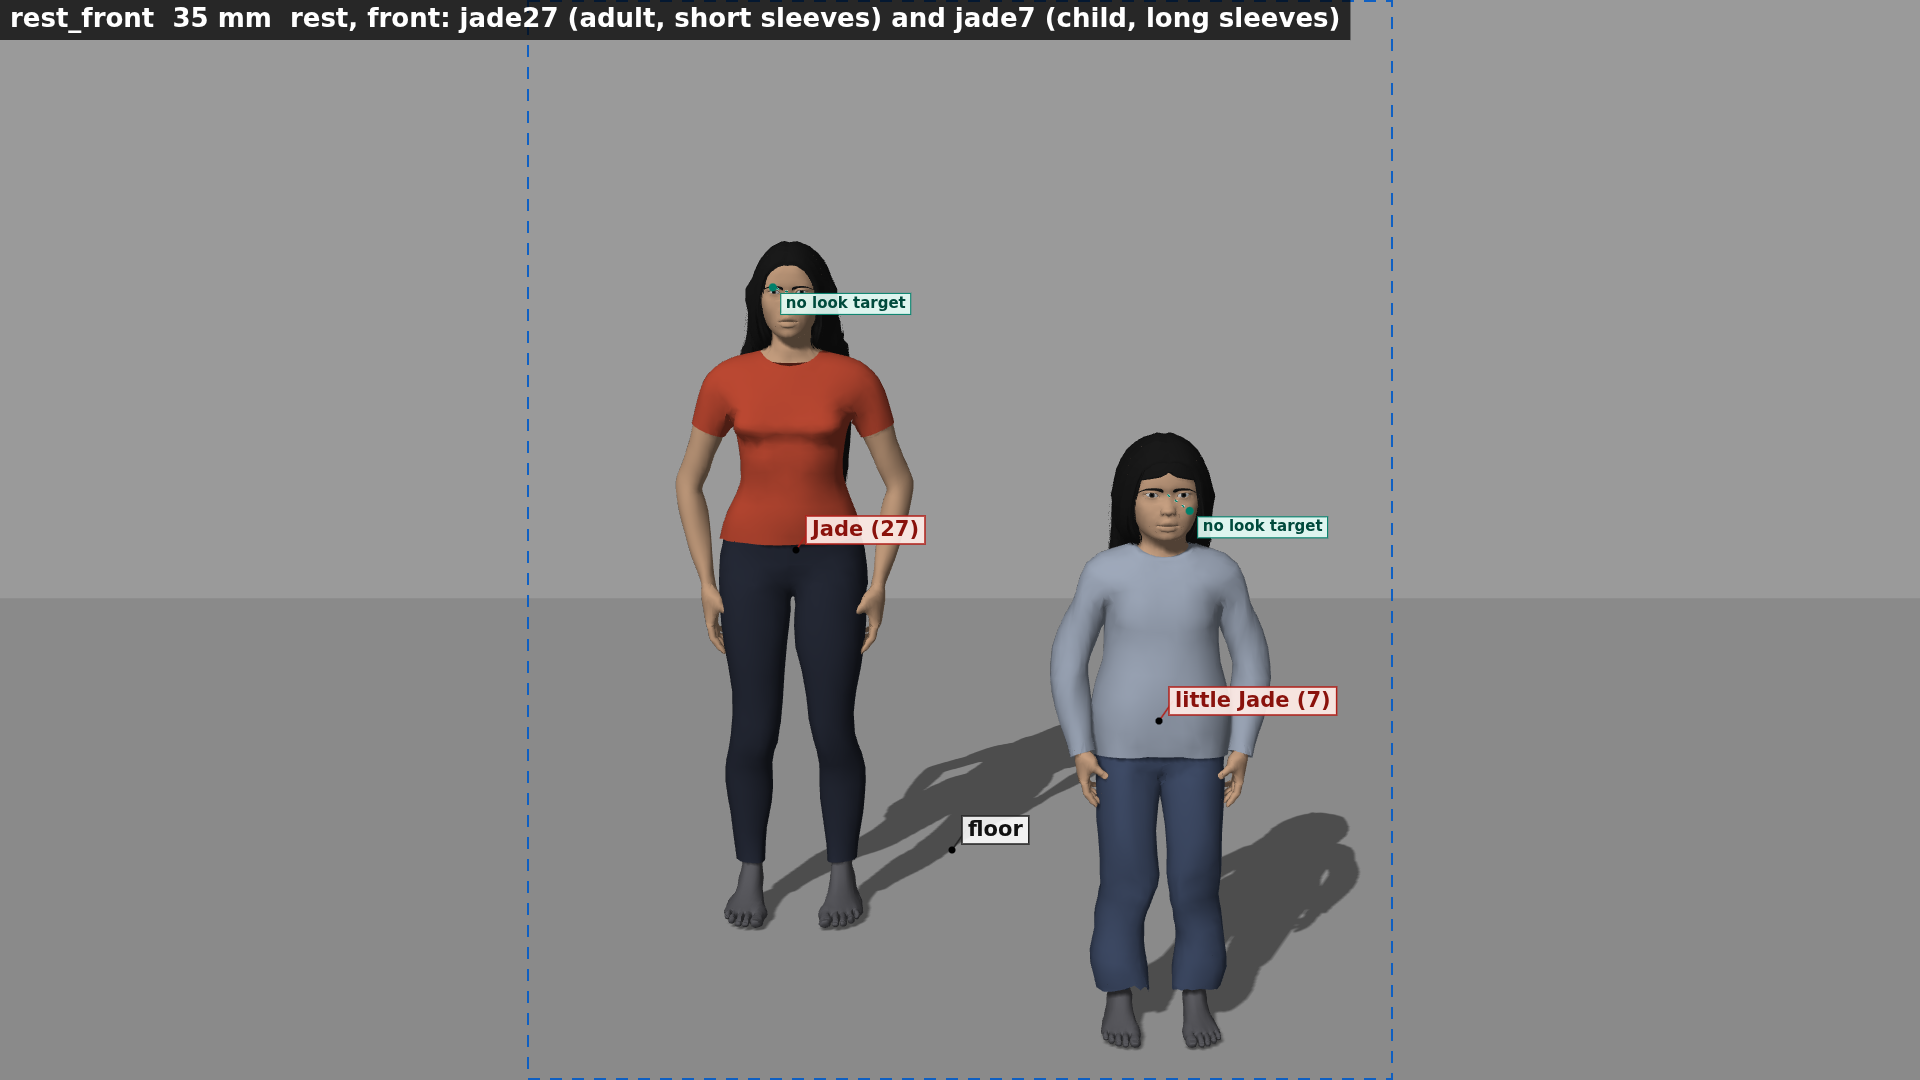 rest_front  35 mm  rest, front: jade27 (adult, short sleeves) and jade7 (child, long sleeves)
no look target
Jade (27)
no look target
little Jade (7)
floor